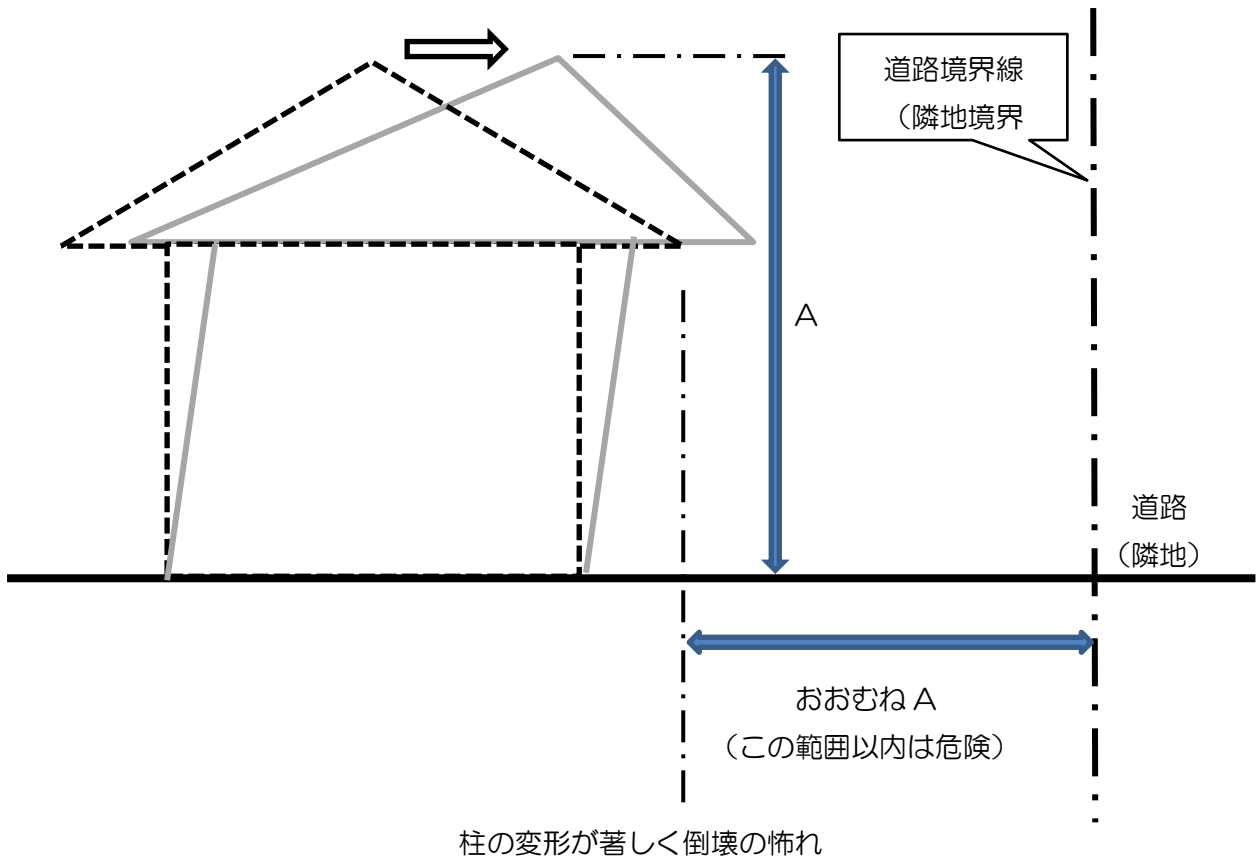 道路境界線
（隣地境界
A
道路
（隣地）
おおむね A
（この範囲以内は危険）
柱の変形が著しく倒壊の怖れ